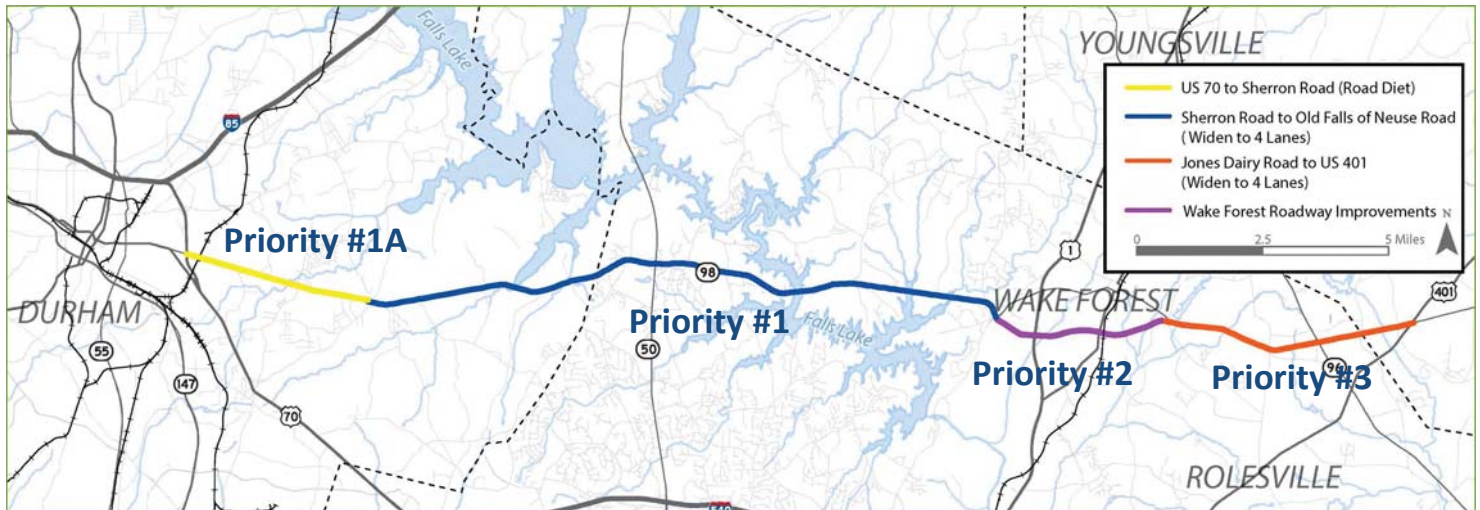 YOUNGSVILLE
Falls Lake
US 70 to Sherron Road (Road Diet)
Sherron Road to Old Falls of Neuse Road
(Widen to 4 Lanes)
Jones Dairy Road to US 401
(Widen to 4 Lanes)
Wake Forest Roadway Improvements
N
0 2.5 5 Miles
85
Priority #1A
1
98
WAKE FOREST
401
DURHAM
Priority #1
Falls Lake
55
50
Priority #2
Priority #3
96
147
70
ROLESVILLE
540